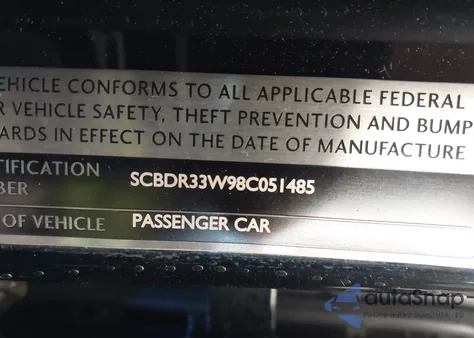 EHICLE CONFORMS TO ALL APPLICABLE FEDERAL
R VEHICLE SAFETY, THEFT PREVENTION AND BUMP
ARDS IN EFFECT ON THE DATE OF MANUFACTURE
TIFICATION
BER
SCBDR33W98C051485
OF VEHICLE
PASSENGER CAR
autoSnap